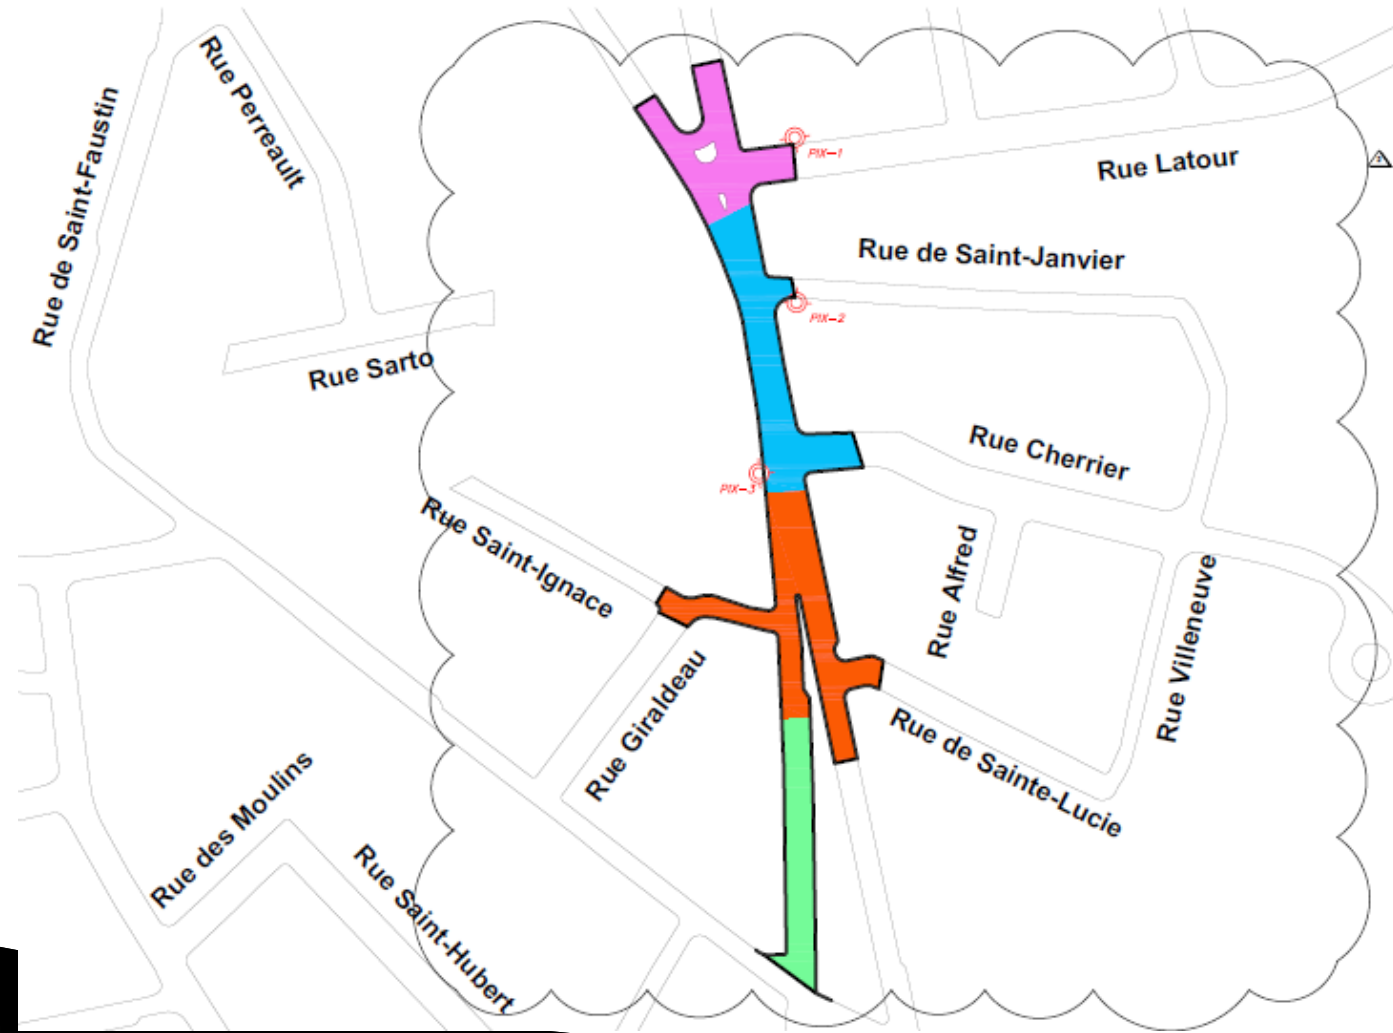 Rue de Saint-Faustin
Rue Perreault
PIX-1
Rue Latour
Rue de Saint-Janvier
PIX-2
Rue Sarto
Rue Cherrier
PIX-3
Rue Saint-Ignace
Rue Alfred
Rue Villeneuve
Rue Giraldeau
Rue de Sainte-Lucie
Rue des Moulins
Rue Saint-Hubert